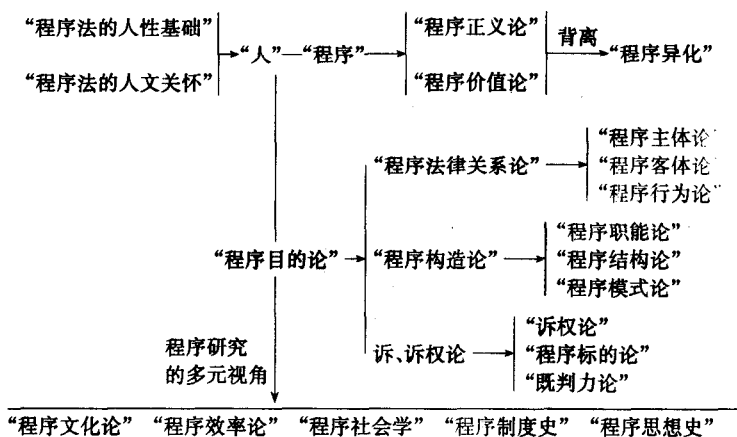 “程序法的人性基础”
“程序法的人文关怀”
“人”—“程序”
“程序正义论”
“程序价值论”
背离
“程序异化”
“程序目的论”
“程序法律关系论”
“程序主体论”
“程序客体论”
“程序行为论”
“程序构造论”
“程序职能论”
“程序结构论”
“程序模式论”
诉、诉权论
“诉权论”
“程序标的论”
“既判力论”
程序研究
的多元视角
“程序文化论” “程序效率论” “程序社会学” “程序制度史” “程序思想史”